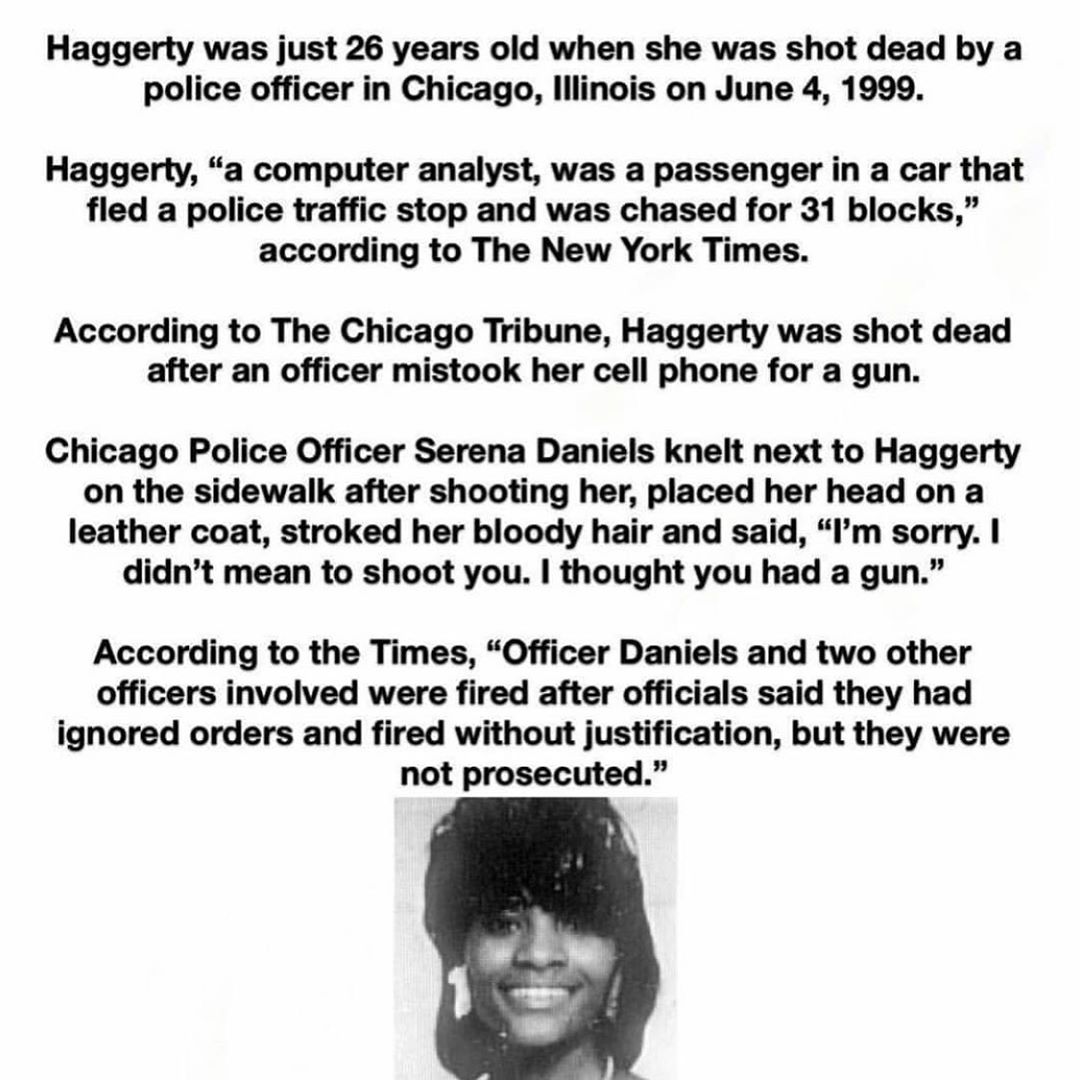 Haggerty was just 26 years old when she was shot dead by a
police officer in Chicago, Illinois on June 4, 1999.
Haggerty, “a computer analyst, was a passenger in a car that
fled a police traffic stop and was chased for 31 blocks,”
according to The New York Times.
According to The Chicago Tribune, Haggerty was shot dead
after an officer mistook her cell phone for a gun.
Chicago Police Officer Serena Daniels knelt next to Haggerty
on the sidewalk after shooting her, placed her head on a
leather coat, stroked her bloody hair and said, “I’m sorry. I
didn’t mean to shoot you. I thought you had a gun.”
According to the Times, “Officer Daniels and two other
officers involved were fired after officials said they had
ignored orders and fired without justification, but they were
not prosecuted.”